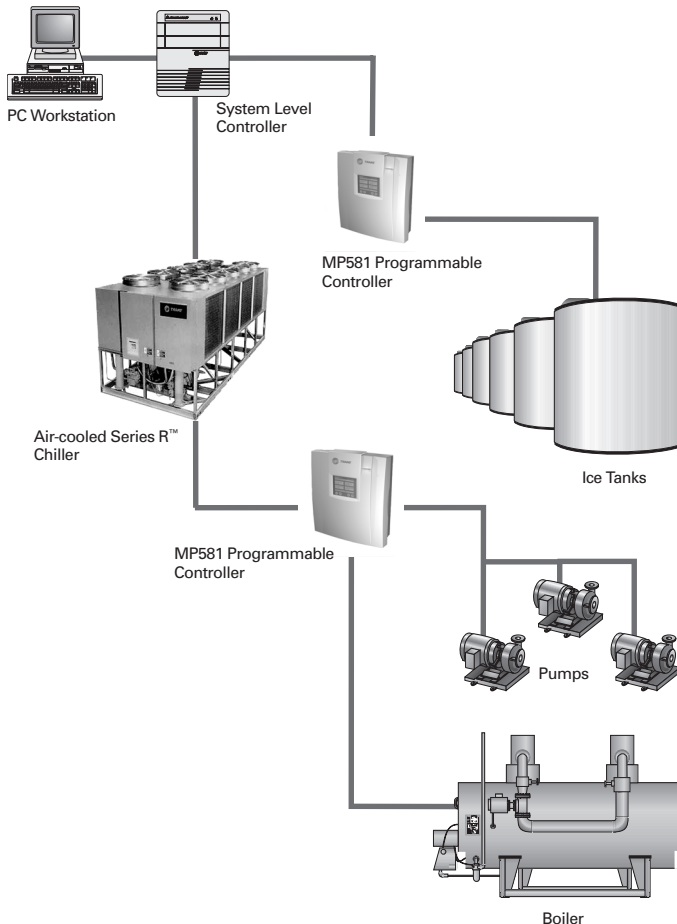 PC Workstation
System Level
Controller
MP581 Programmable
Controller
Air-cooled Series R™
Chiller
Ice Tanks
MP581 Programmable
Controller
Pumps
Boiler